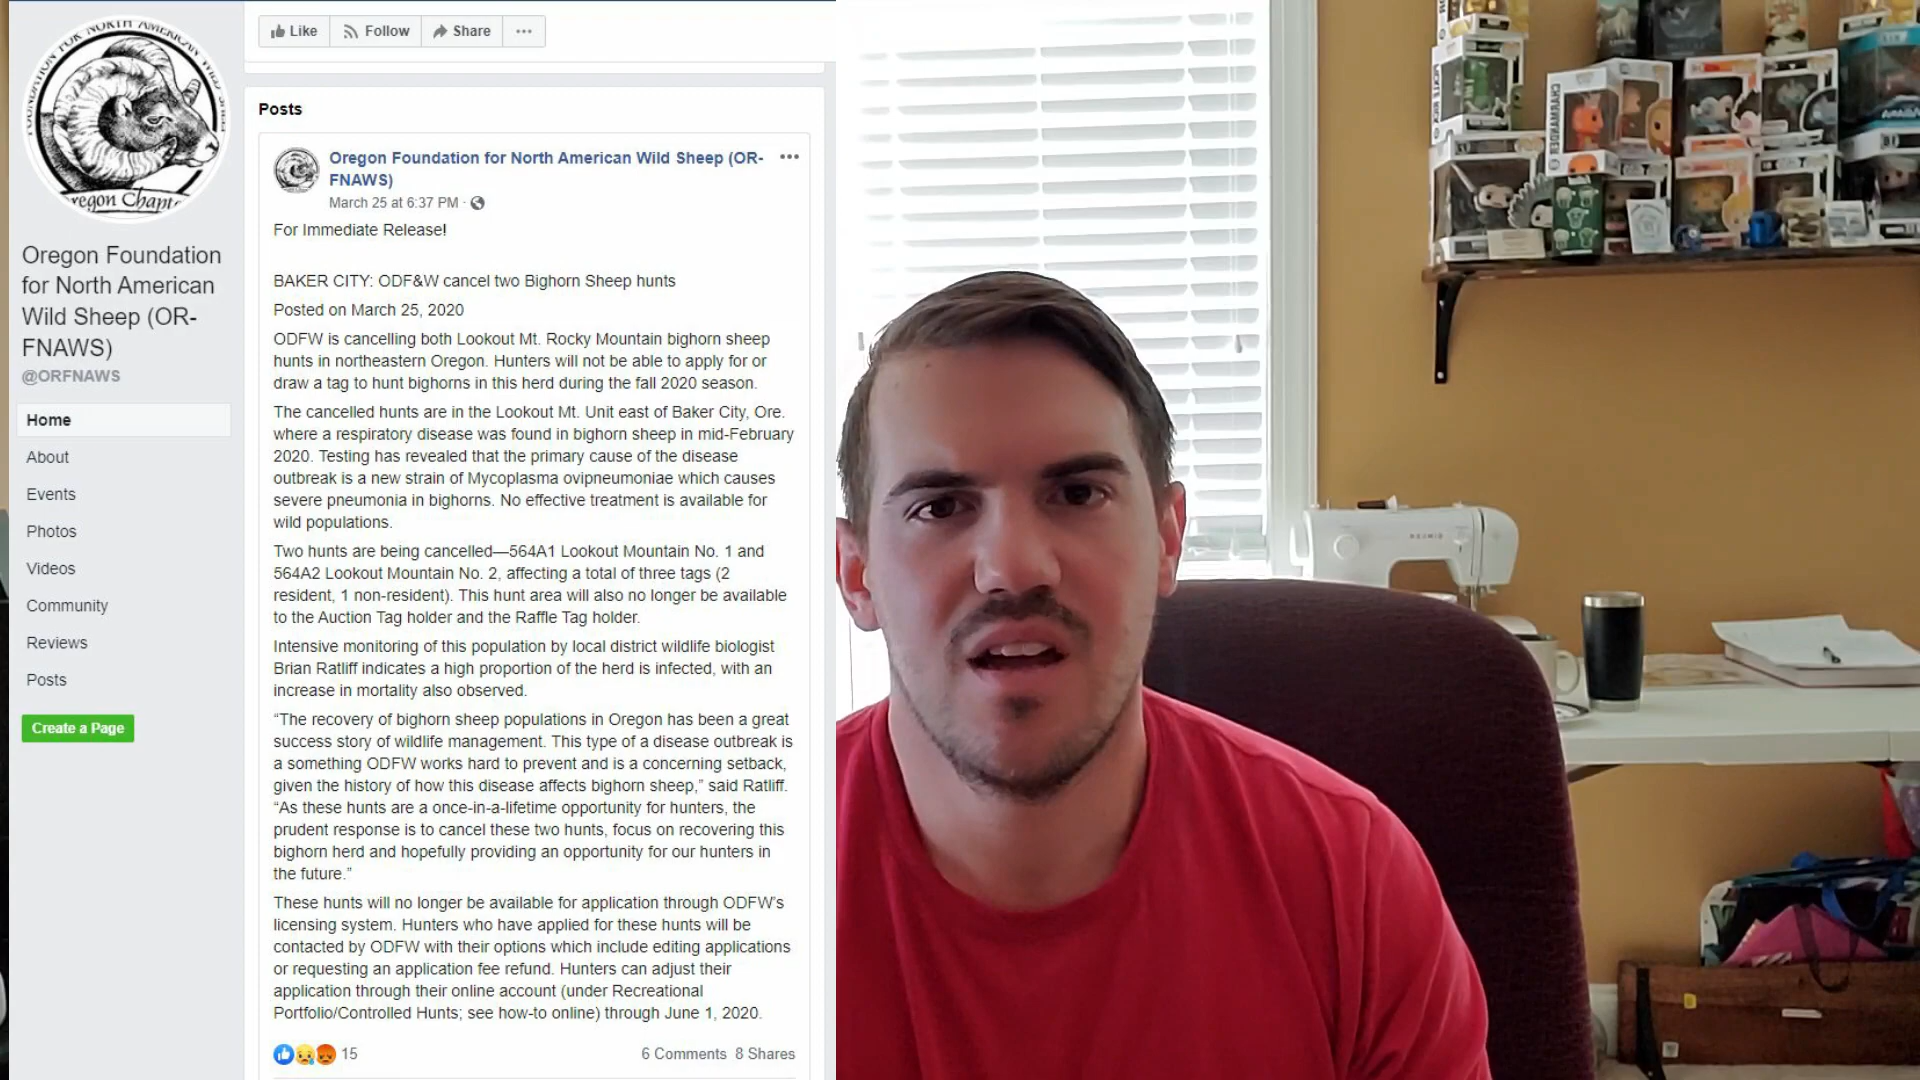 FOUNDATION FOR NORTH AMERICAN WILD SHEEP
Oregon Chapter
Oregon Foundation
for North American
Wild Sheep (OR-
FNAWS)
@ORFNAWS
Home
About
Events
Photos
Videos
Community
Reviews
Posts
Create a Page
Like
Follow
Share
Posts
Oregon Foundation for North American Wild Sheep (OR-
FNAWS)
March 25 at 6:37 PM ·
For Immediate Release!
BAKER CITY: ODF&W cancel two Bighorn Sheep hunts
Posted on March 25, 2020
ODFW is cancelling both Lookout Mt. Rocky Mountain bighorn sheep
hunts in northeastern Oregon. Hunters will not be able to apply for or
draw a tag to hunt bighorns in this herd during the fall 2020 season.
The cancelled hunts are in the Lookout Mt. Unit east of Baker City, Ore.
where a respiratory disease was found in bighorn sheep in mid-February
2020. Testing has revealed that the primary cause of the disease
outbreak is a new strain of Mycoplasma ovipneumoniae which causes
severe pneumonia in bighorns. No effective treatment is available for
wild populations.
Two hunts are being cancelled—564A1 Lookout Mountain No. 1 and
564A2 Lookout Mountain No. 2, affecting a total of three tags (2
resident, 1 non-resident). This hunt area will also no longer be available
to the Auction Tag holder and the Raffle Tag holder.
Intensive monitoring of this population by local district wildlife biologist
Brian Ratliff indicates a high proportion of the herd is infected, with an
increase in mortality also observed.
“The recovery of bighorn sheep populations in Oregon has been a great
success story of wildlife management. This type of a disease outbreak is
a something ODFW works hard to prevent and is a concerning setback,
given the history of how this disease affects bighorn sheep,” said Ratliff.
“As these hunts are a once-in-a-lifetime opportunity for hunters, the
prudent response is to cancel these two hunts, focus on recovering this
bighorn herd and hopefully providing an opportunity for our hunters in
the future.”
These hunts will no longer be available for application through ODFW's
licensing system. Hunters who have applied for these hunts will be
contacted by ODFW with their options which include editing applications
or requesting an application fee refund. Hunters can adjust their
application through their online account (under Recreational
Portfolio/Controlled Hunts; see how-to online) through June 1, 2020.
15
6 Comments 8 Shares
CHARMANDER